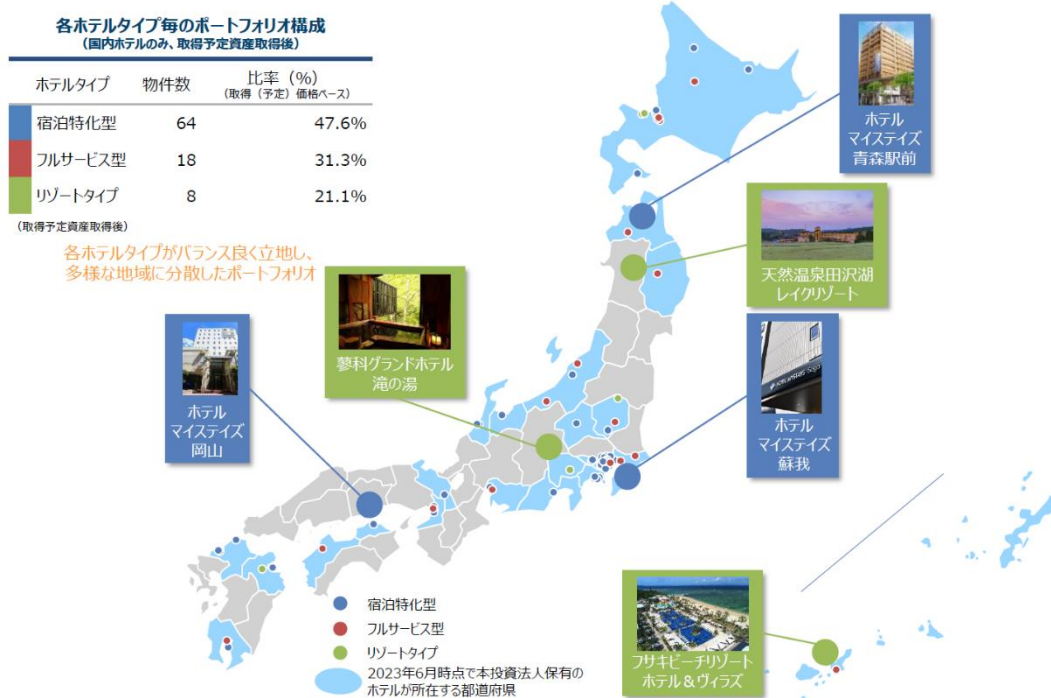 各ホテルタイプ毎のポートフォリオ構成
(国内ホテルのみ、取得予定資産取得後)
ホテルタイプ 物件数 比率（%）
(取得（予定）価格ベース)
宿泊特化型 64 47.6%
フルサービス型 18 31.3%
リゾートタイプ 8 21.1%
(取得予定資産取得後)
各ホテルタイプがバランス良く立地し、
多様な地域に分散したポートフォリオ
ホテル
マイステイズ
青森駅前
天然温泉田沢湖
レイクリゾート
蓼科グランドホテル
滝の湯
ホテル
マイステイズ
岡山
ホテル
マイステイズ
蘇我
フサキビーチリゾート
ホテル＆ヴィラズ
宿泊特化型
フルサービス型
リゾートタイプ
2023年6月時点で本投資法人保有の
ホテルが所在する都道府県